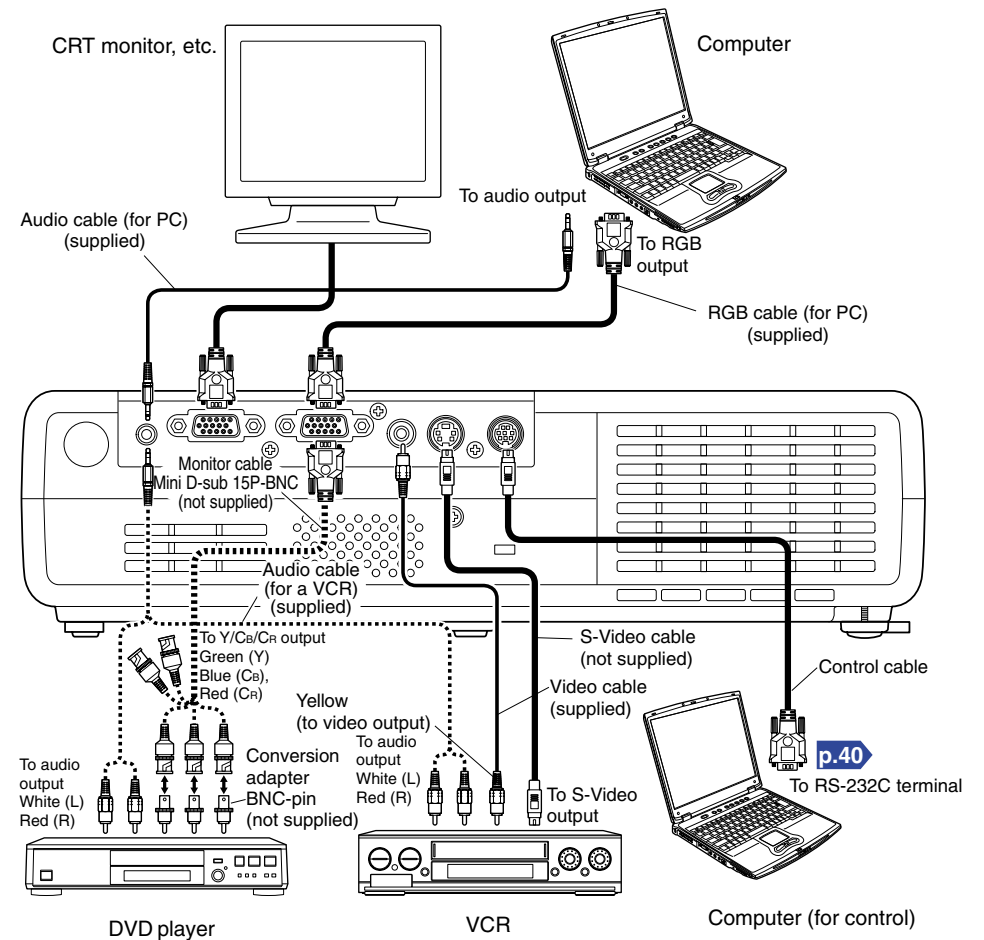 CRT monitor, etc.
Computer
To audio output
Audio cable (for PC)
(supplied)
To RGB
output
RGB cable (for PC)
(supplied)
Monitor cable
Mini D-sub 15P-BNC
(not supplied)
Audio cable
(for a VCR)
(supplied)
To Y/CB/CR output
Green (Y)
Blue (CB),
Red (CR)
S-Video cable
(not supplied)
Control cable
Video cable
(supplied)
Yellow
(to video output)
To audio
output
White (L)
Red (R)
Conversion
adapter
BNC-pin
(not supplied)
To audio
output
White (L)
Red (R)
To S-Video
output
p.40
To RS-232C terminal
DVD player
VCR
Computer (for control)